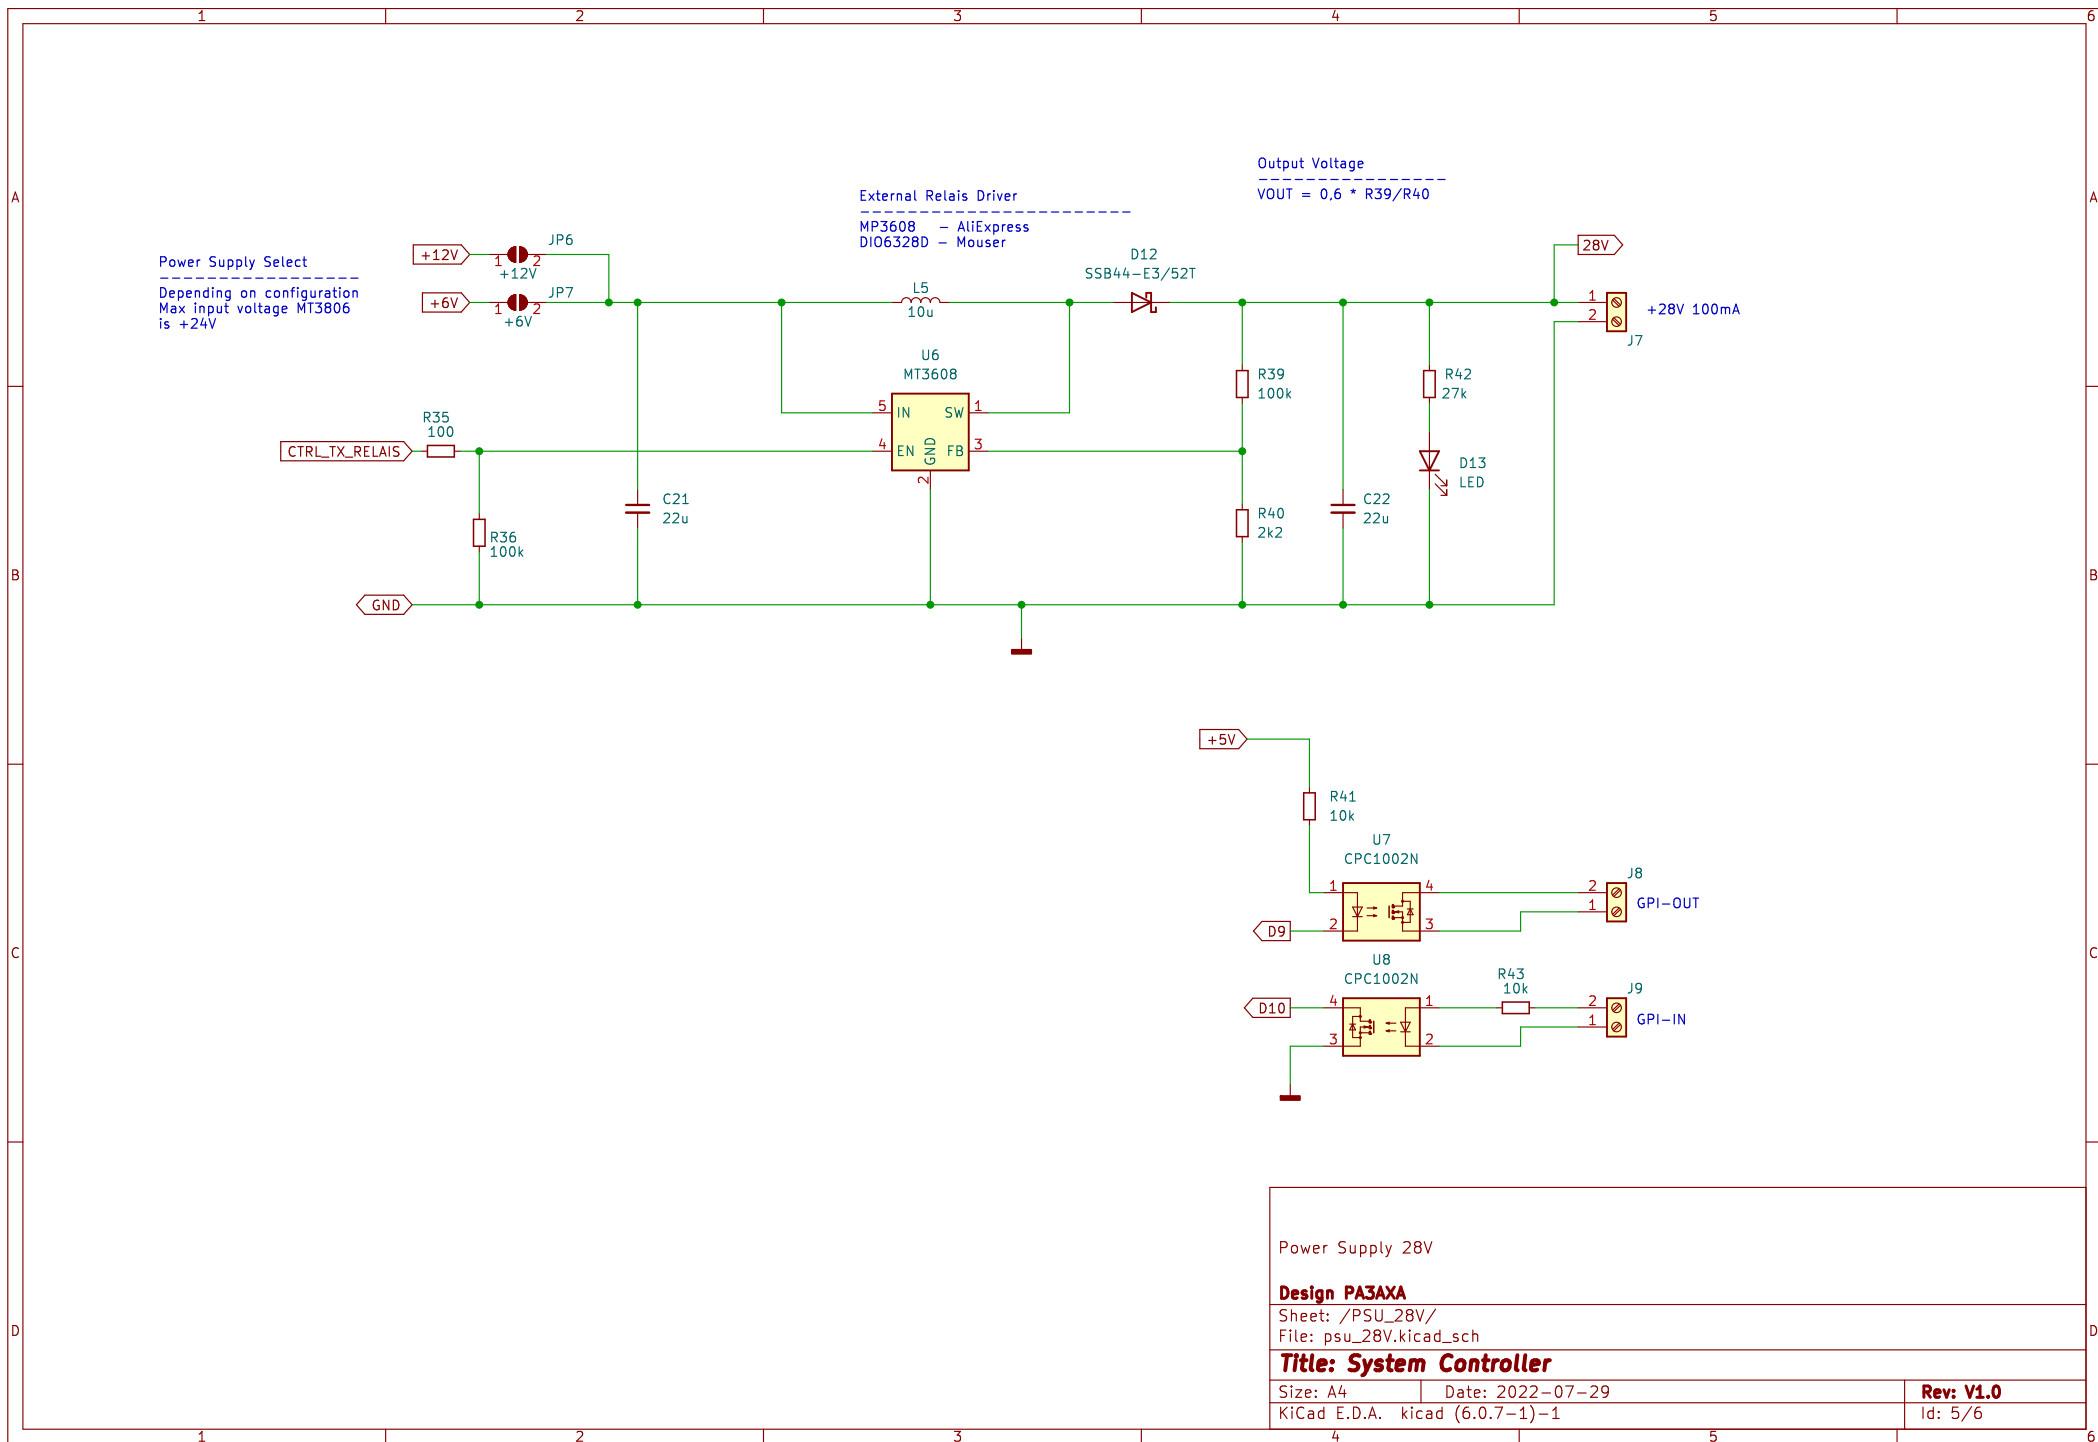 1 2 3 4 5 6
A A
B B
C C
D D
Output Voltage
-----------------
VOUT = 0,6 * R39/R40
External Relais Driver
------------------------
MP3608 - AliExpress
DIO6328D - Mouser
Power Supply Select
------------------
Depending on configuration
Max input voltage MT3806
is +24V
+12V
1 2
JP6
+12V
+6V
1 2
JP7
+6V
L5
10u
D12
SSB44-E3/52T
28V
1
2
+28V 100mA
J7
U6
MT3608
5 IN SW 1
4 EN GND FB 3
2
R39
100k
R42
27k
R35
100
CTRL_TX_RELAIS
D13
LED
C21
22u
C22
22u
R40
2k2
R36
100k
GND
+5V
R41
10k
U7
CPC1002N
1 4
2 3
D9
J8
2
1
GPI-OUT
U8
CPC1002N
D10
4 1
3 2
R43
10k
J9
2
1
GPI-IN
Power Supply 28V
Design PA3AXA
Sheet: /PSU_28V/
File: psu_28V.kicad_sch
Title: System Controller
Size: A4 Date: 2022-07-29 Rev: V1.0
KiCad E.D.A. kicad (6.0.7-1)-1 Id: 5/6
1 2 3 4 5 6